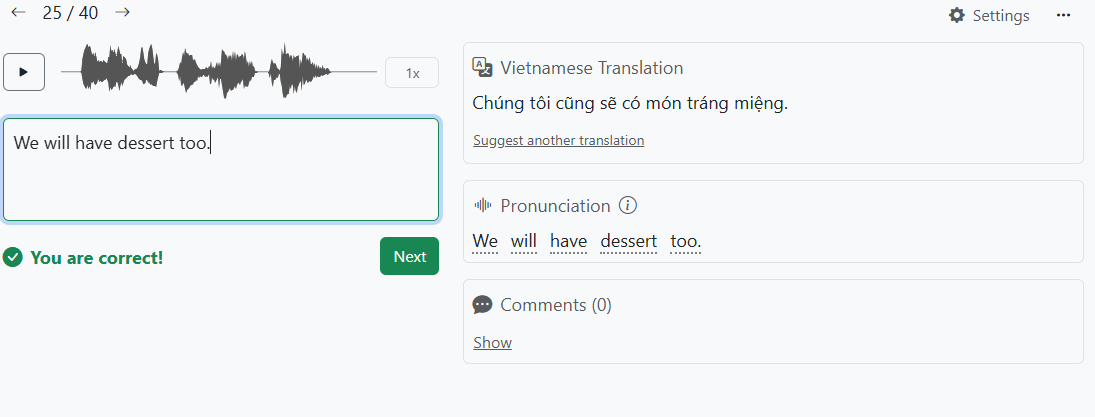 25 / 40
Settings
1x
We will have dessert too.
You are correct!
Next
Vietnamese Translation
Chúng tôi cũng sẽ có món tráng miệng.
Suggest another translation
Pronunciation
We will have dessert too.
Comments (0)
Show